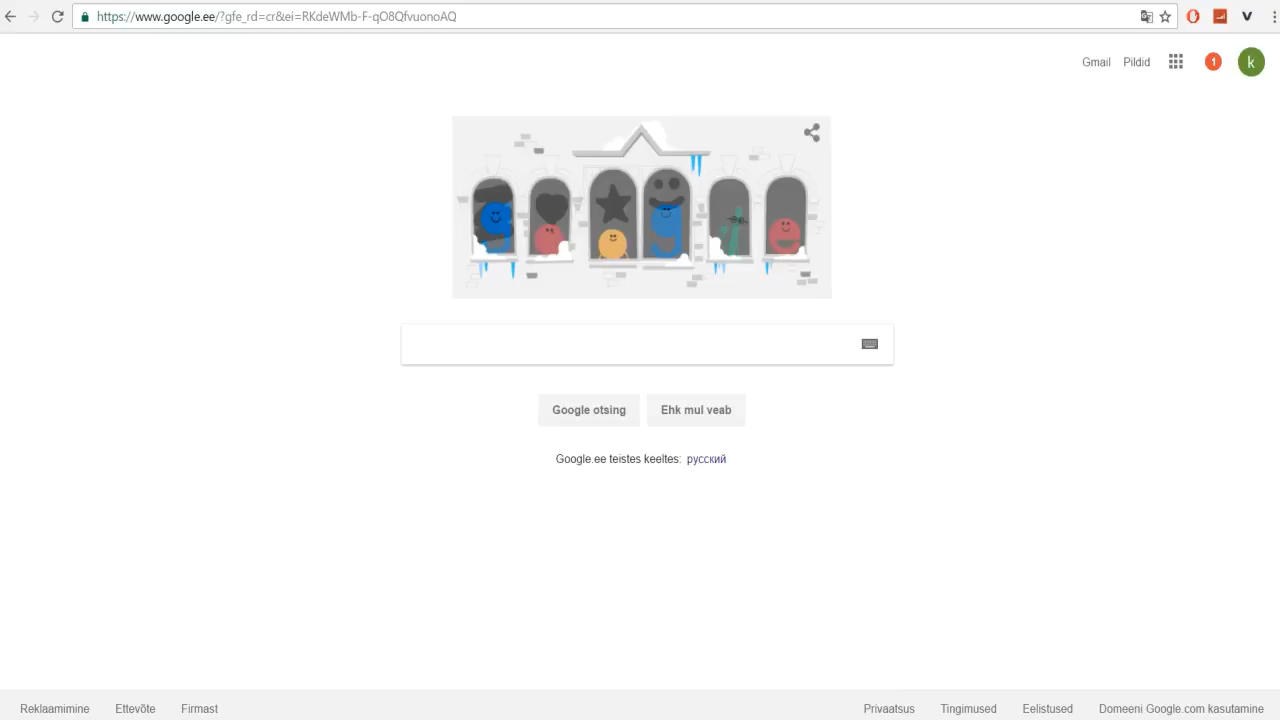 https://www.google.ee/?gfe_rd=cr&ei=RKdeWMb-F-qO8QfvuonoAQ
Gmail Pildid 1 k
Google otsing Ehk mul veab
Google.ee teistes keeltes: русский
Reklaamimine Ettevõte Firmast Privaatsus Tingimused Eelistused Domeeni Google.com kasutamine